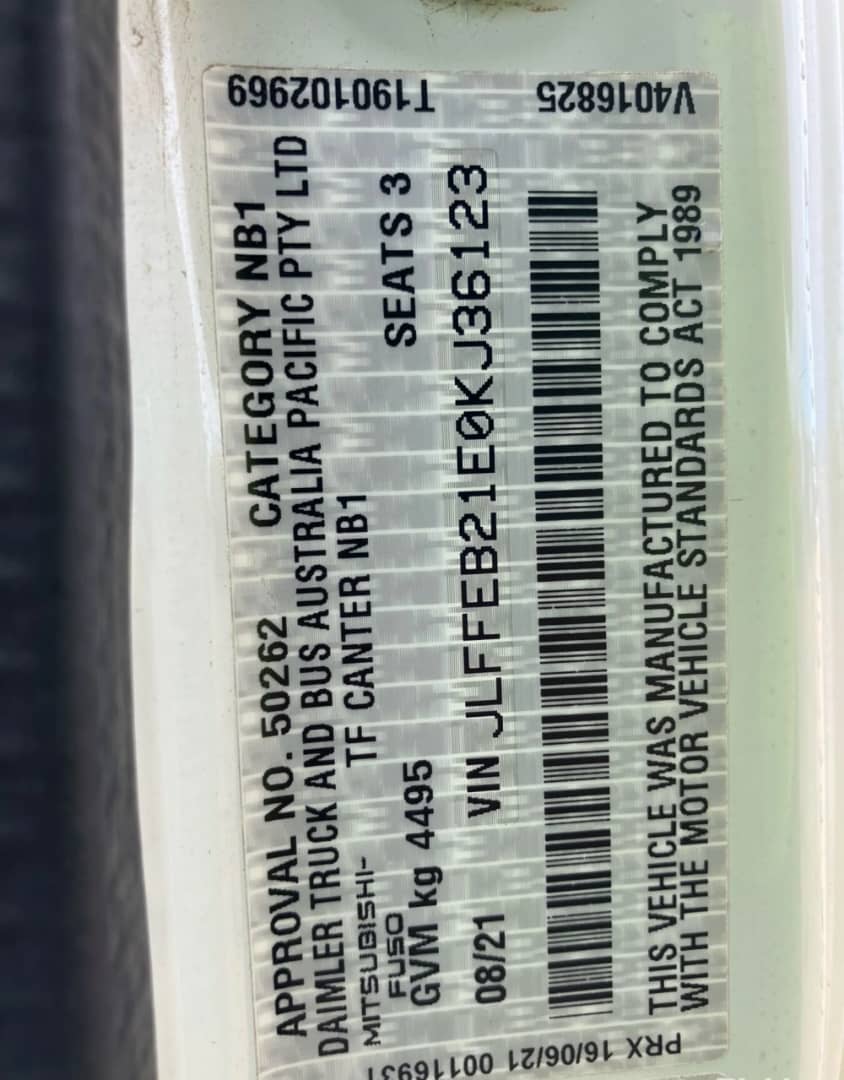 APPROVAL NO. 50262 CATEGORY NB1
DAIMLER TRUCK AND BUS AUSTRALIA PACIFIC PTY LTD
MITSUBISHI-
FUSO
TF CANTER NB1
GVM kg 4495 SEATS 3
08/21 VIN JLFFEB21E0KJ36123
THIS VEHICLE WAS MANUFACTURED TO COMPLY
WITH THE MOTOR VEHICLE STANDARDS ACT 1989
T190102969
V4016825
PRX 16/06/21 00116931